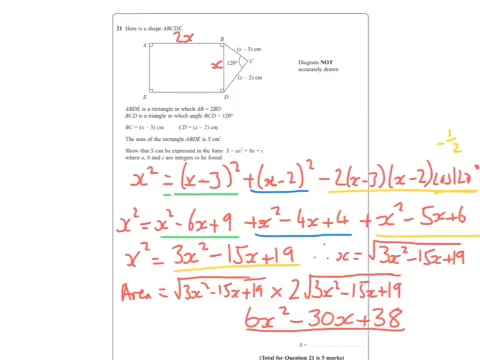 21 Here is a shape ABCDE
2x
A
B
(x – 3) cm
x
120°
C
Diagram NOT
accurately drawn
(x – 2) cm
E
D
ABDE is a rectangle in which AB = 2BD
BCD is a triangle in which angle BCD = 120°
BC = (x – 3) cm CD = (x – 2) cm
The area of the rectangle ABDE is S cm²
Show that S can be expressed in the form S = ax² + bx + c
where a, b and c are integers to be found.
-1/2
x² = (x-3)² + (x-2)² - 2(x-3)(x-2)cos120°
x² = x² - 6x + 9 + x² - 4x + 4 + x² - 5x + 6
x² = 3x² - 15x + 19 ∴ x = √3x² - 15x + 19
Area = √3x² - 15x + 19 × 2√3x² - 15x + 19
6x² - 30x + 38
S =
(Total for Question 21 is 5 marks)